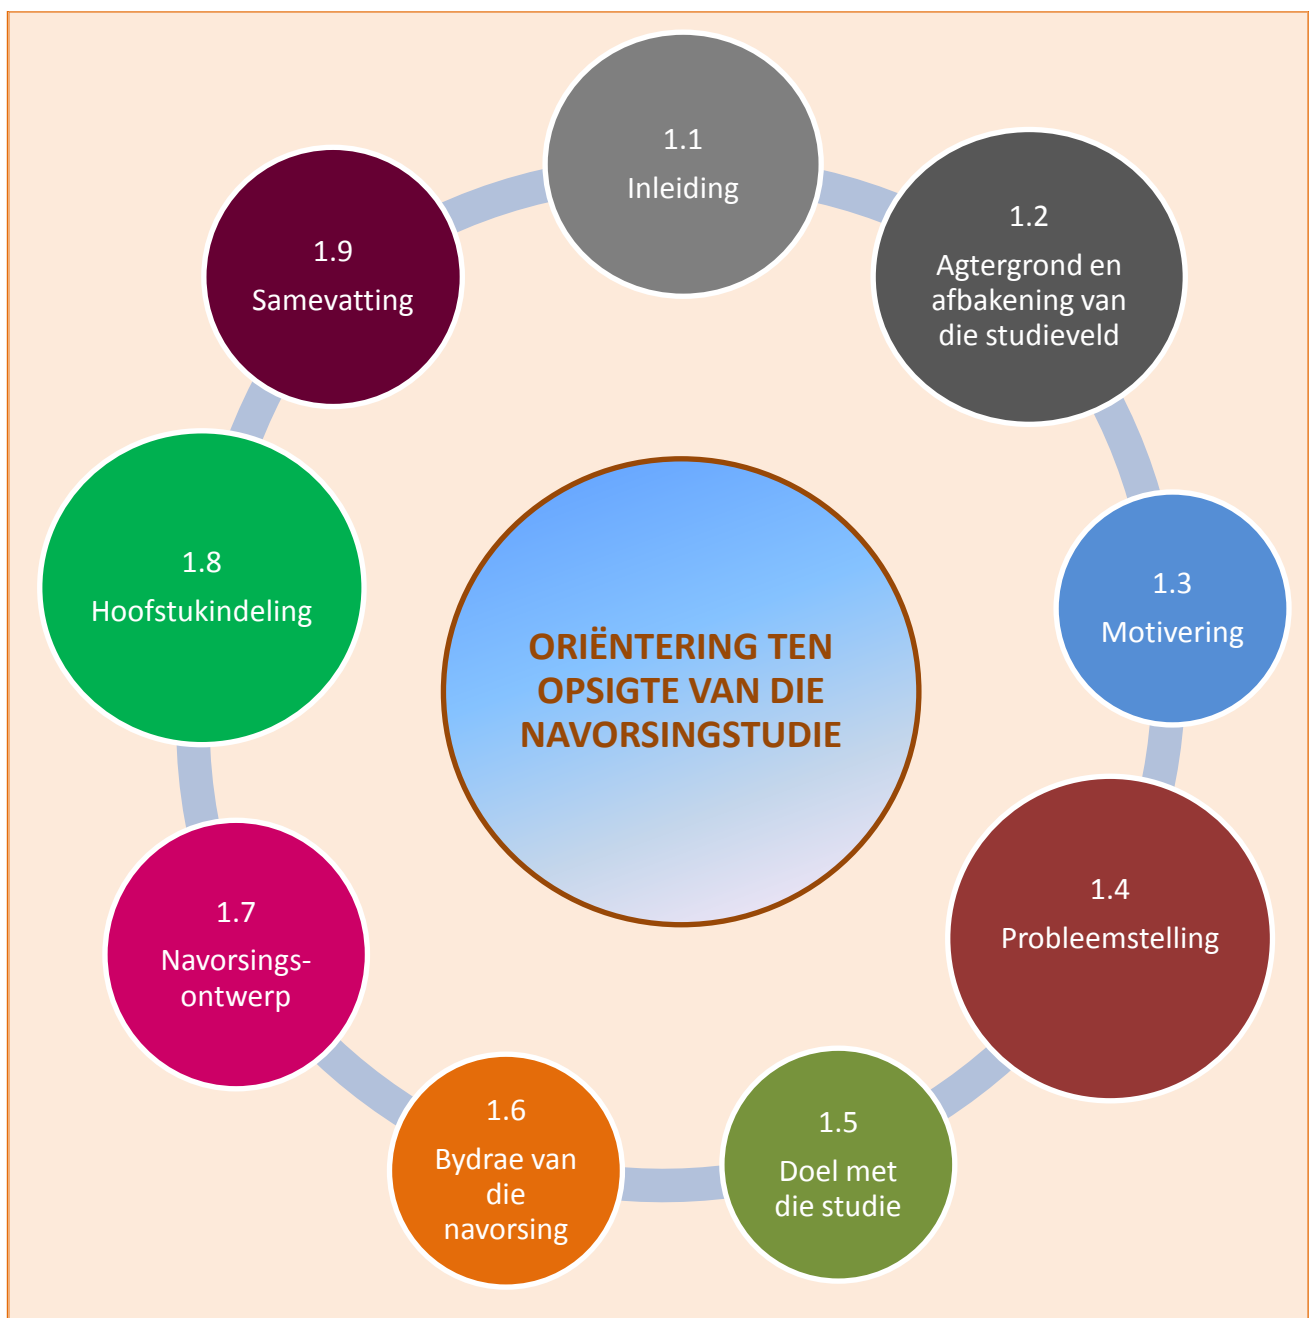 1.1
Inleiding
1.2
Agtergrond en
afbakening van
die studieveld
1.3
Motivering
1.4
Probleemstelling
1.5
Doel met
die studie
1.6
Bydrae van
die
navorsing
1.7
Navorsings-
ontwerp
1.8
Hoofstukindeling
1.9
Samevatting
ORIËNTERING TEN
OPSIGTE VAN DIE
NAVORSINGSTUDIE